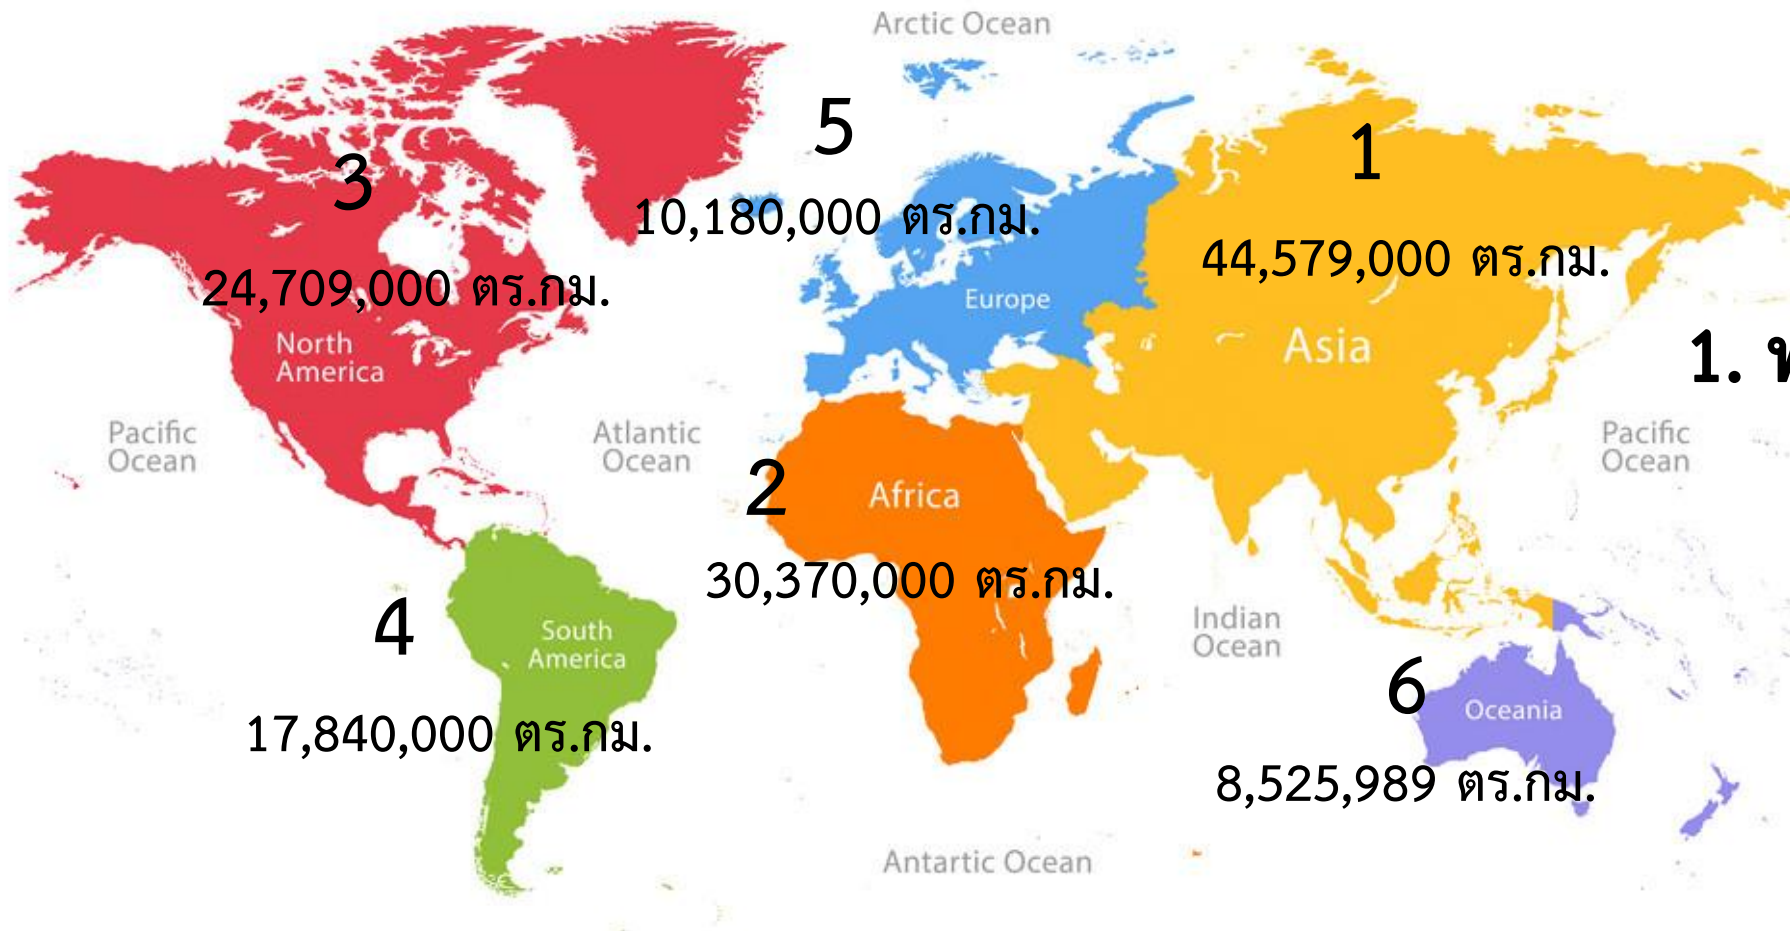 Arctic Ocean
5
1
3
10,180,000 ตร.กม.
44,579,000 ตร.กม.
24,709,000 ตร.กม.
Europe
North
America
Asia
1.
Pacific
Ocean
Atlantic
Ocean
Pacific
Ocean
2
Africa
30,370,000 ตร.กม.
4
South
America
Indian
Ocean
6
Oceania
17,840,000 ตร.กม.
8,525,989 ตร.กม.
Antartic Ocean